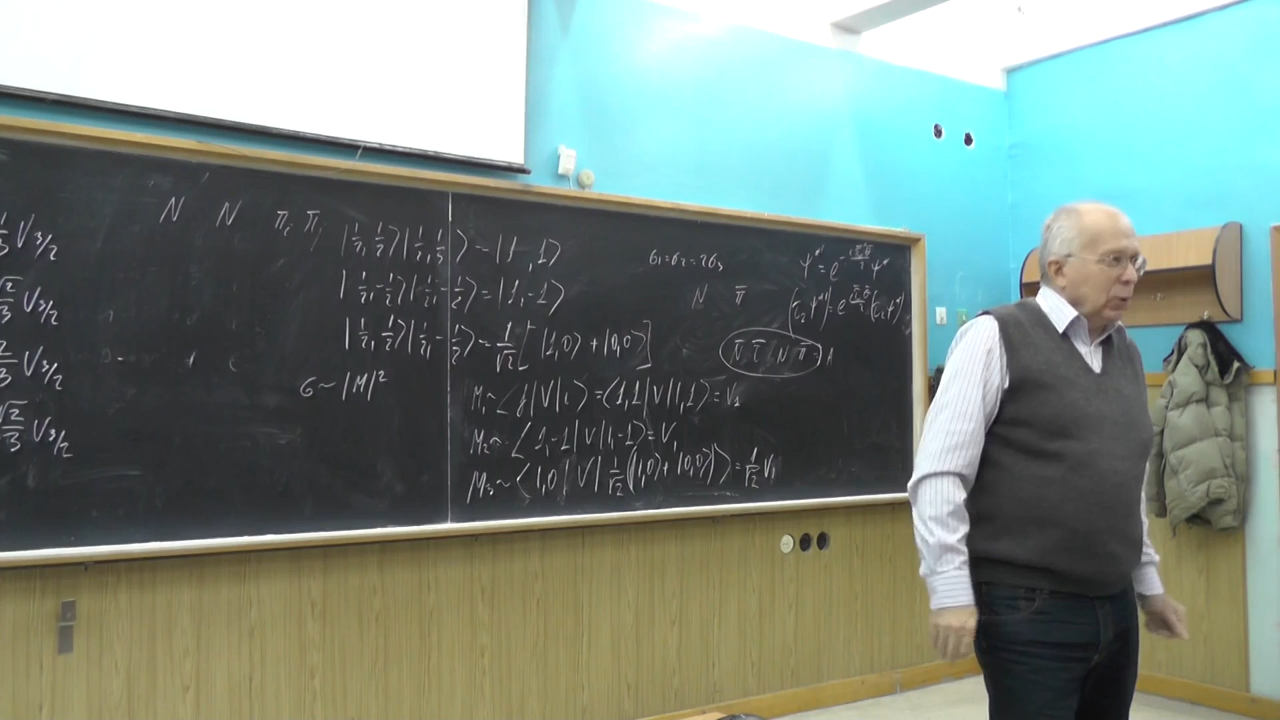 V₃/₂
√2/3 V₃/₂
2/3 V₃/₂
√2/3 V₃/₂
N N πᵢ πⱼ
|½,½⟩|½,½⟩ ~ |1,1⟩
|½,-½⟩|½,-½⟩ = |1,-1⟩
|½,½⟩|½,-½⟩ = 1/√2 [|1,0⟩ + |0,0⟩]
σ ~ |M|²
σ₁=σ₂=2σ₃
N π̄
N̄ τ̄ N π̄ = A
M₁ ~ ⟨f|V|i⟩ = ⟨1,1|V|1,1⟩ = V₁
M₂ ~ ⟨1,-1|V|1,-1⟩ = V₁
M₃ ~ ⟨1,0|V| 1/√2 (|1,0⟩+|0,0⟩)⟩ = 1/√2 V₁